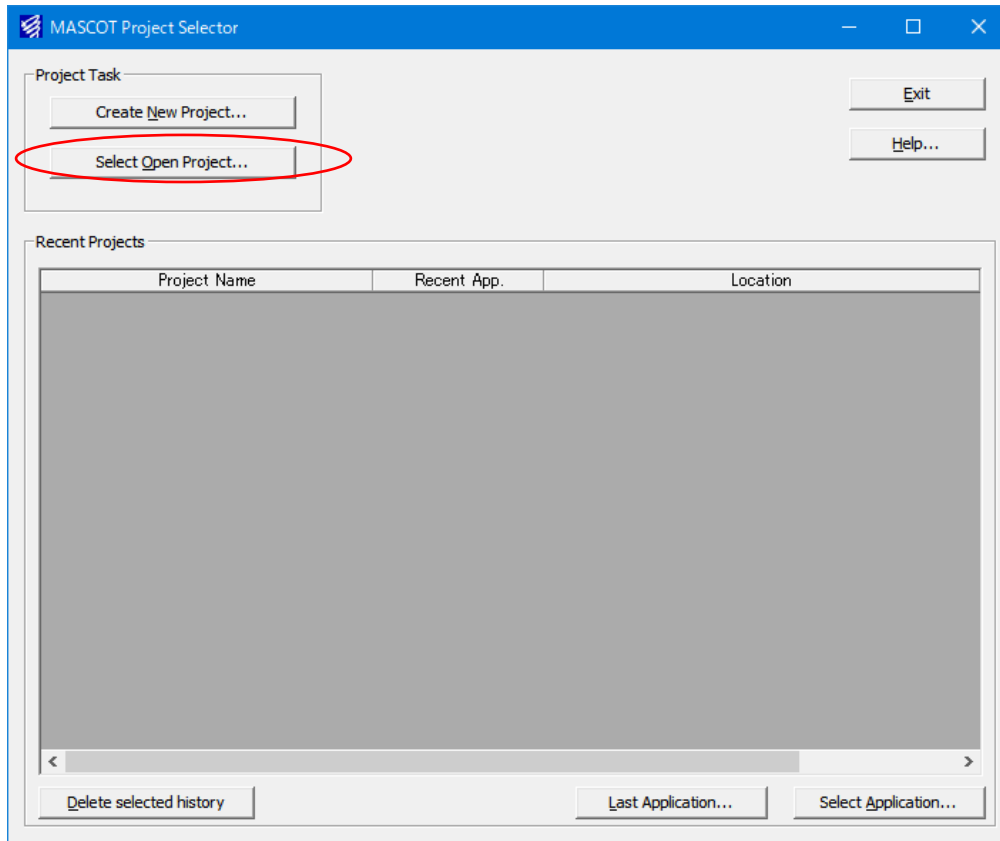 MASCOT Project Selector
Project Task
Create New Project...
Select Open Project...
Exit
Help...
Recent Projects
Project Name Recent App. Location
Delete selected history Last Application... Select Application...